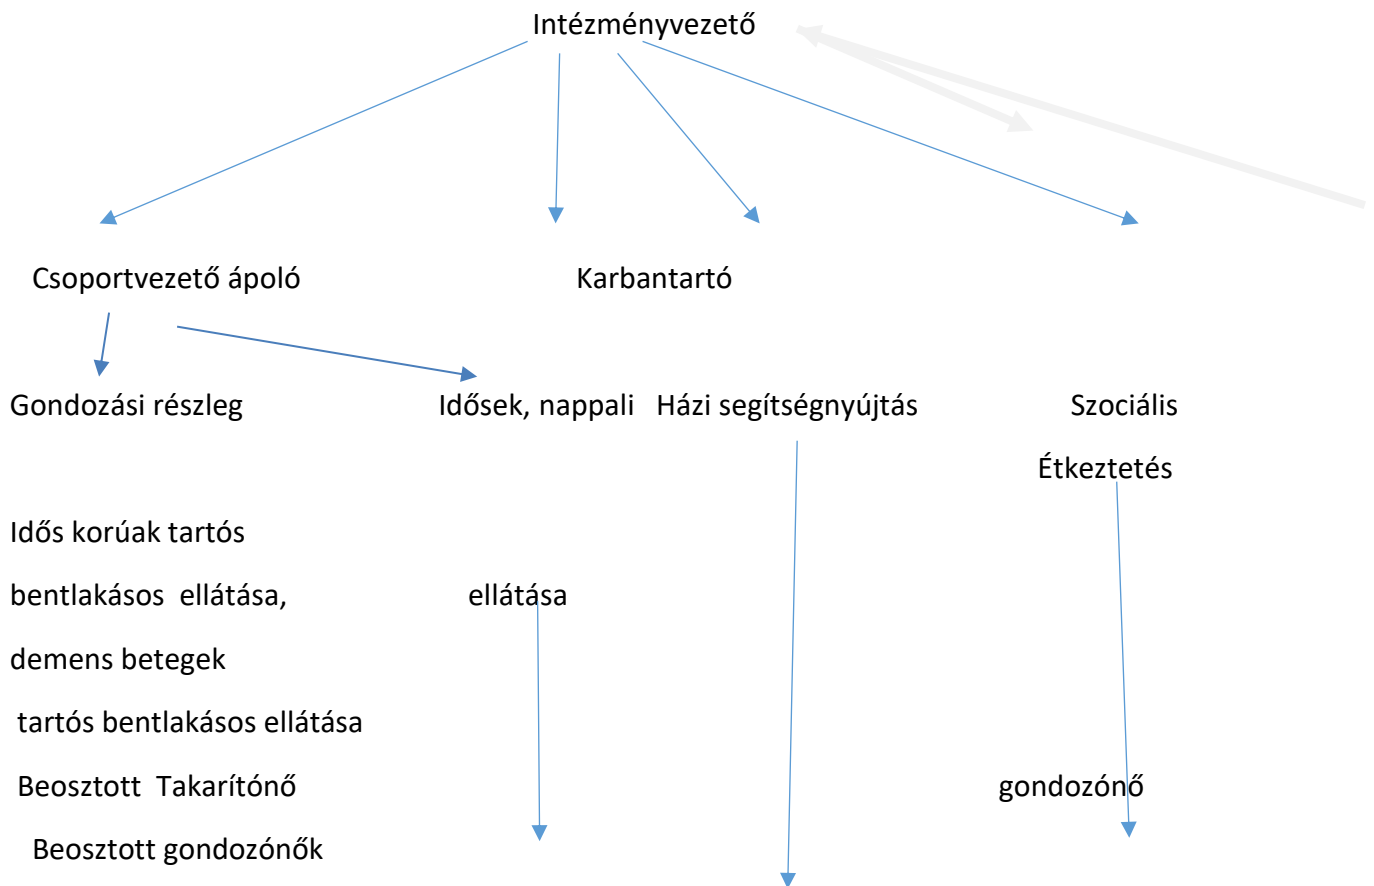 Intézményvezető
Csoportvezető ápoló Karbantartó
Gondozási részleg Idősek, nappali Házi segítségnyújtás Szociális
Étkeztetés
Idős korúak tartós
bentlakásos ellátása, ellátása
demens betegek
tartós bentlakásos ellátása
Beosztott Takarítónő gondozónő
Beosztott gondozónők